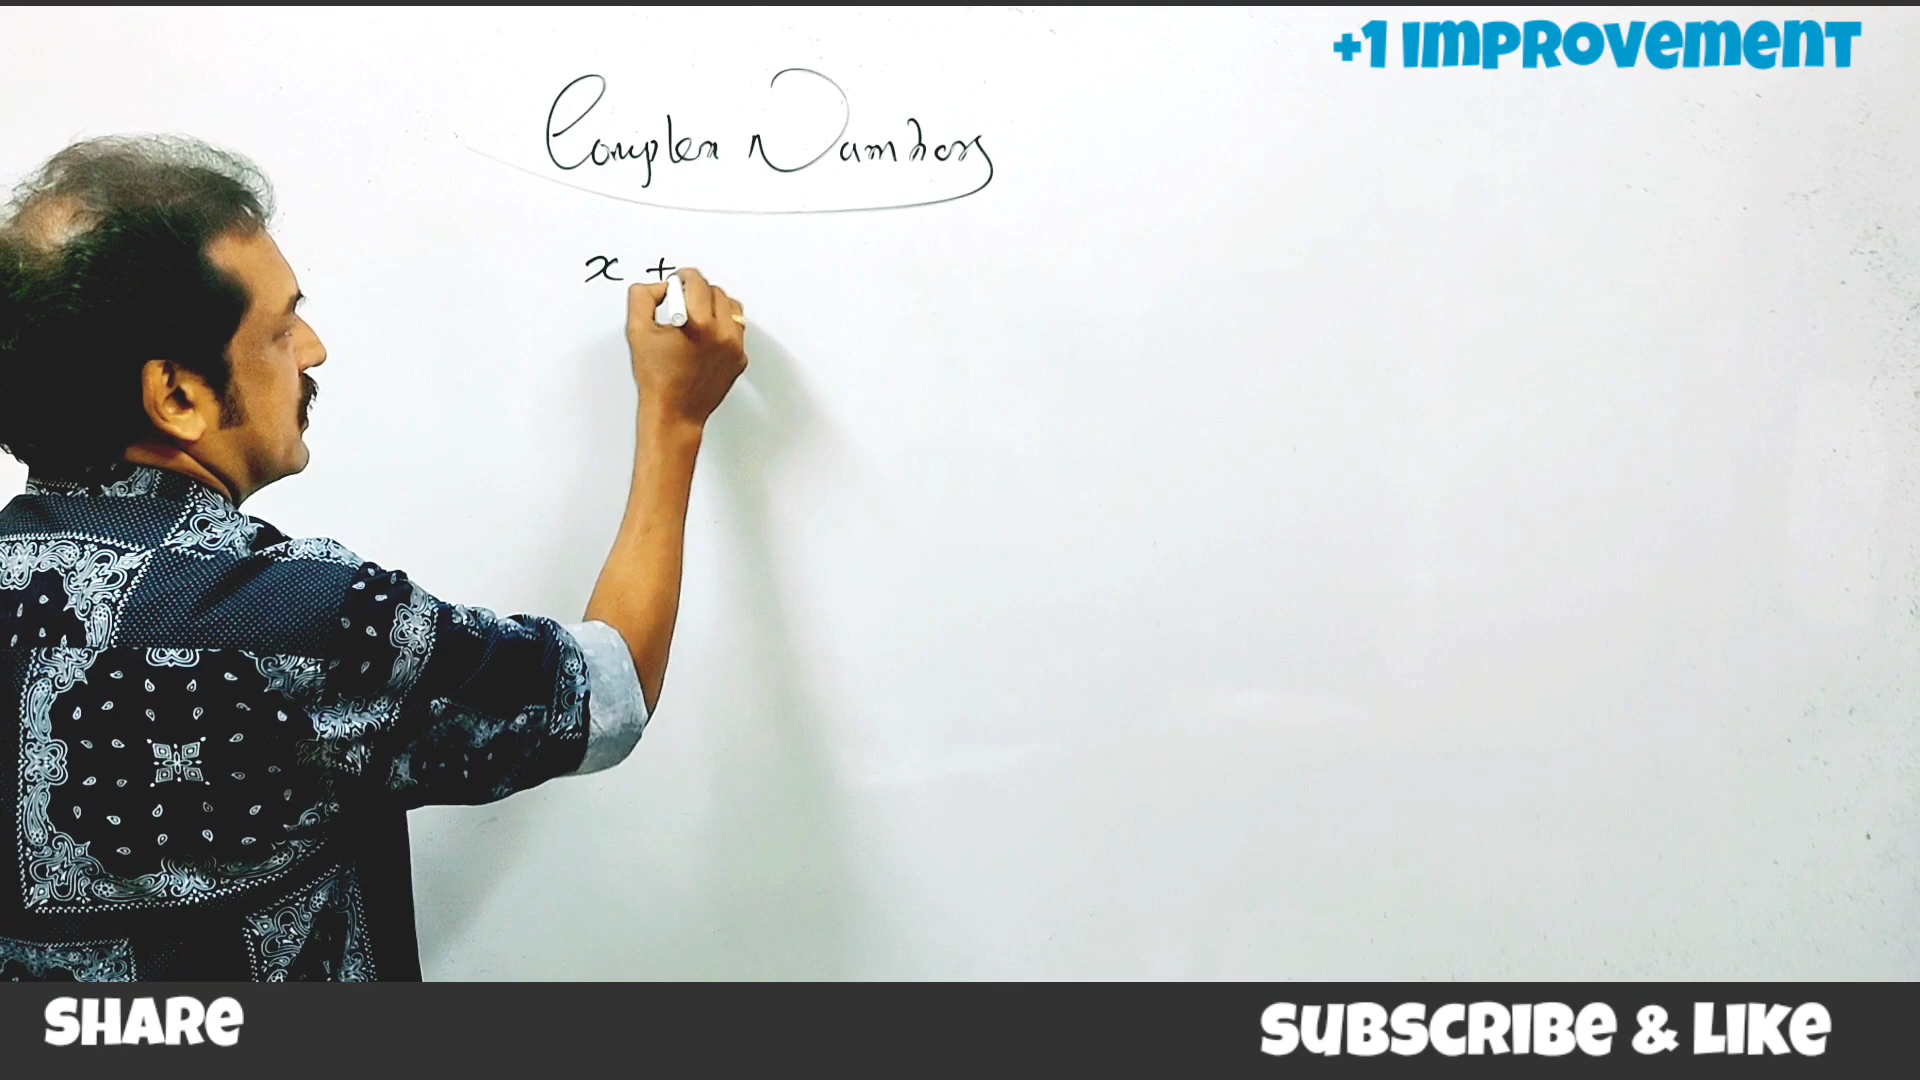 +1 IMPROVEMENT
Complex Numbers
x +
SHARE
SUBSCRIBE & LIKE